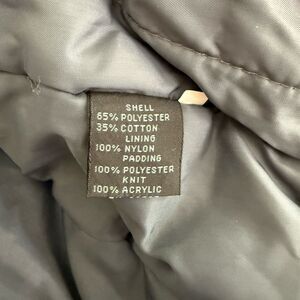 SHELL
65% POLYESTER
35% COTTON
LINING
100% NYLON
PADDING
100% POLYESTER
KNIT
100% ACRYLIC